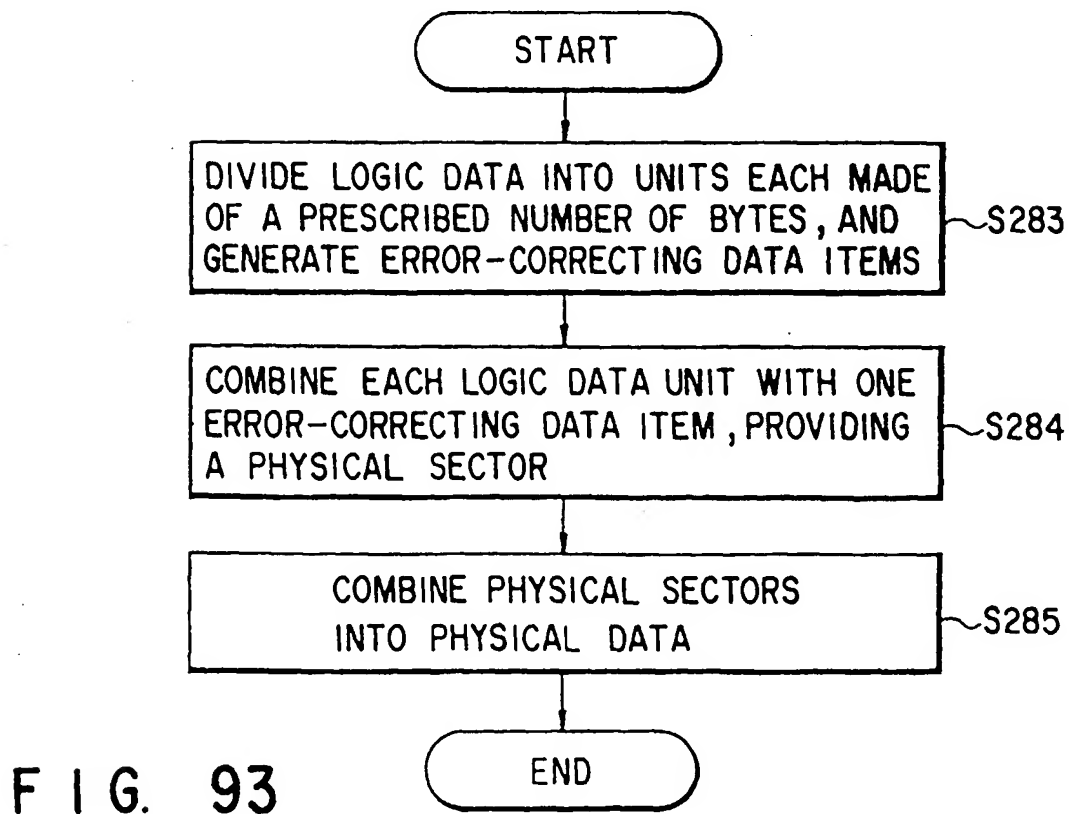 START
DIVIDE LOGIC DATA INTO UNITS EACH MADE
OF A PRESCRIBED NUMBER OF BYTES, AND
GENERATE ERROR-CORRECTING DATA ITEMS
S283
COMBINE EACH LOGIC DATA UNIT WITH ONE
ERROR-CORRECTING DATA ITEM, PROVIDING
A PHYSICAL SECTOR
S284
COMBINE PHYSICAL SECTORS
INTO PHYSICAL DATA
S285
END
FIG. 93